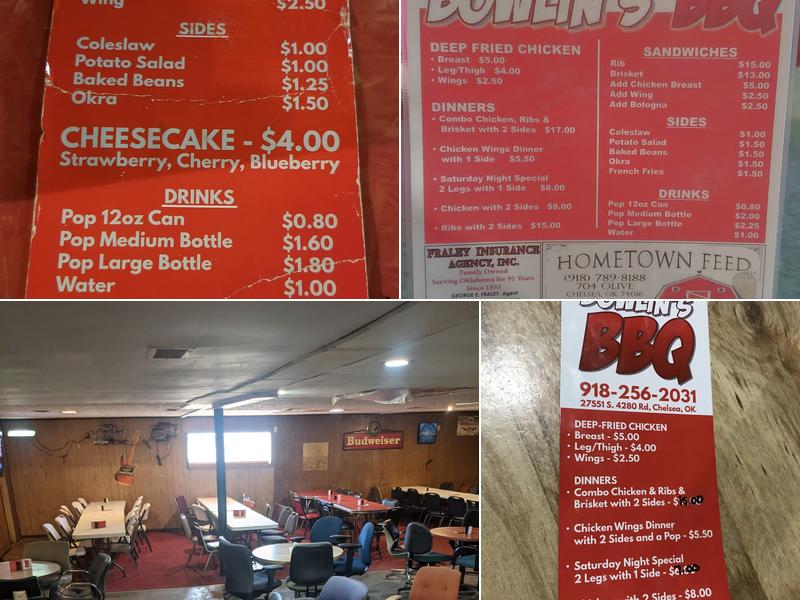 Wing $2.50
SIDES
Coleslaw $1.00
Potato Salad $1.00
Baked Beans $1.25
Okra $1.50
CHEESECAKE - $4.00
Strawberry, Cherry, Blueberry
DRINKS
Pop 12oz Can $0.80
Pop Medium Bottle $1.60
Pop Large Bottle $1.80
Water $1.00
BOWLIN'S BBQ
DEEP FRIED CHICKEN
• Breast $5.00
• Leg/Thigh $4.00
• Wings $2.50
DINNERS
• Combo Chicken, Ribs &
Brisket with 2 Sides $17.00
• Chicken Wings Dinner
with 1 Side $5.50
• Saturday Night Special
2 Legs with 1 Side $8.00
• Chicken with 2 Sides $8.00
• Ribs with 2 Sides $15.00
SANDWICHES
Rib $15.00
Brisket $13.00
Add Chicken Breast $5.00
Add Wing $2.50
Add Bologna $2.50
SIDES
Coleslaw $1.00
Potato Salad $1.50
Baked Beans $1.50
Okra $1.50
French Fries $1.50
DRINKS
Pop 12oz Can $0.80
Pop Medium Bottle $2.00
Pop Large Bottle $2.25
Water $1.00
FRALEY INSURANCE
AGENCY, INC.
Family Owned
Serving Oklahoma for 91 Years
Since 1933
GEORGE E. FRALEY, Agent
HOMETOWN FEED
(918) 789-8188
704 OLIVE
CHELSEA, OK 74016
Budweiser
BOWLIN'S
BBQ
918-256-2031
27551 S. 4280 Rd, Chelsea, OK
DEEP-FRIED CHICKEN
• Breast - $5.00
• Leg/Thigh - $4.00
• Wings - $2.50
DINNERS
• Combo Chicken & Ribs &
Brisket with 2 Sides - $
• Chicken Wings Dinner
with 2 Sides and a Pop - $5.50
• Saturday Night Special
2 Legs with 1 Side - $
with 2 Sides - $8.00